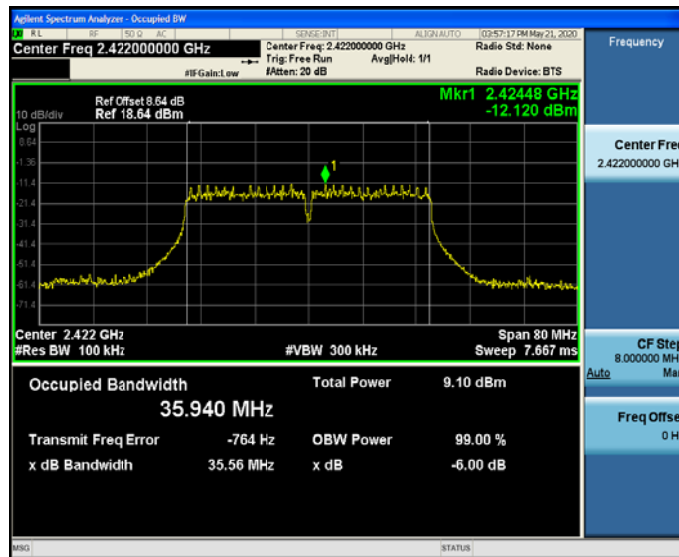 Agilent Spectrum Analyzer - Occupied BW
RL RF 50 Ω AC SENSE:INT ALIGN AUTO 03:57:17 PM May 21, 2020
Center Freq 2.422000000 GHz Center Freq: 2.422000000 GHz Radio Std: None
Trig: Free Run Avg|Hold: 1/1
#IFGain:Low #Atten: 20 dB Radio Device: BTS
Frequency
Ref Offset 8.64 dB Mkr1 2.42448 GHz
10 dB/div Ref 18.64 dBm -12.120 dBm
Log
8.64
-1.36
-11.4
-21.4
-31.4
-41.4
-51.4
-61.4
-71.4
1
Center 2.422 GHz Span 80 MHz
#Res BW 100 kHz #VBW 300 kHz Sweep 7.667 ms
Occupied Bandwidth Total Power 9.10 dBm
35.940 MHz
Transmit Freq Error -764 Hz OBW Power 99.00 %
x dB Bandwidth 35.56 MHz x dB -6.00 dB
Center Fre
2.422000000 GH
CF Ste
8.000000 MH
Auto Ma
Freq Offse
0 H
MSG STATUS